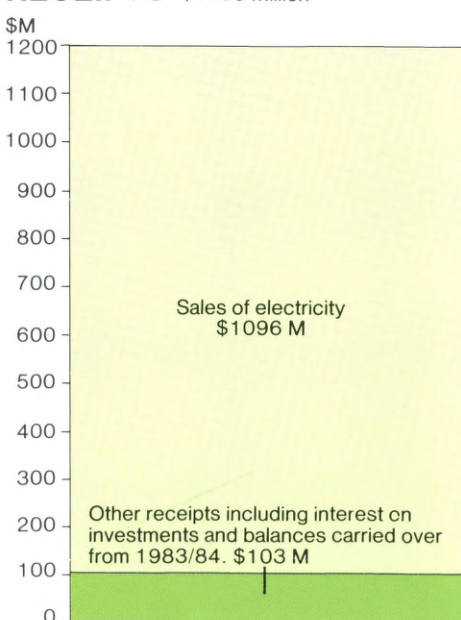 $M
1200
1100
1000
900
800
700
600
500
400
300
200
100
0
Sales of electricity
$1096 M
Other receipts including interest on
investments and balances carried over
from 1983/84. $103 M